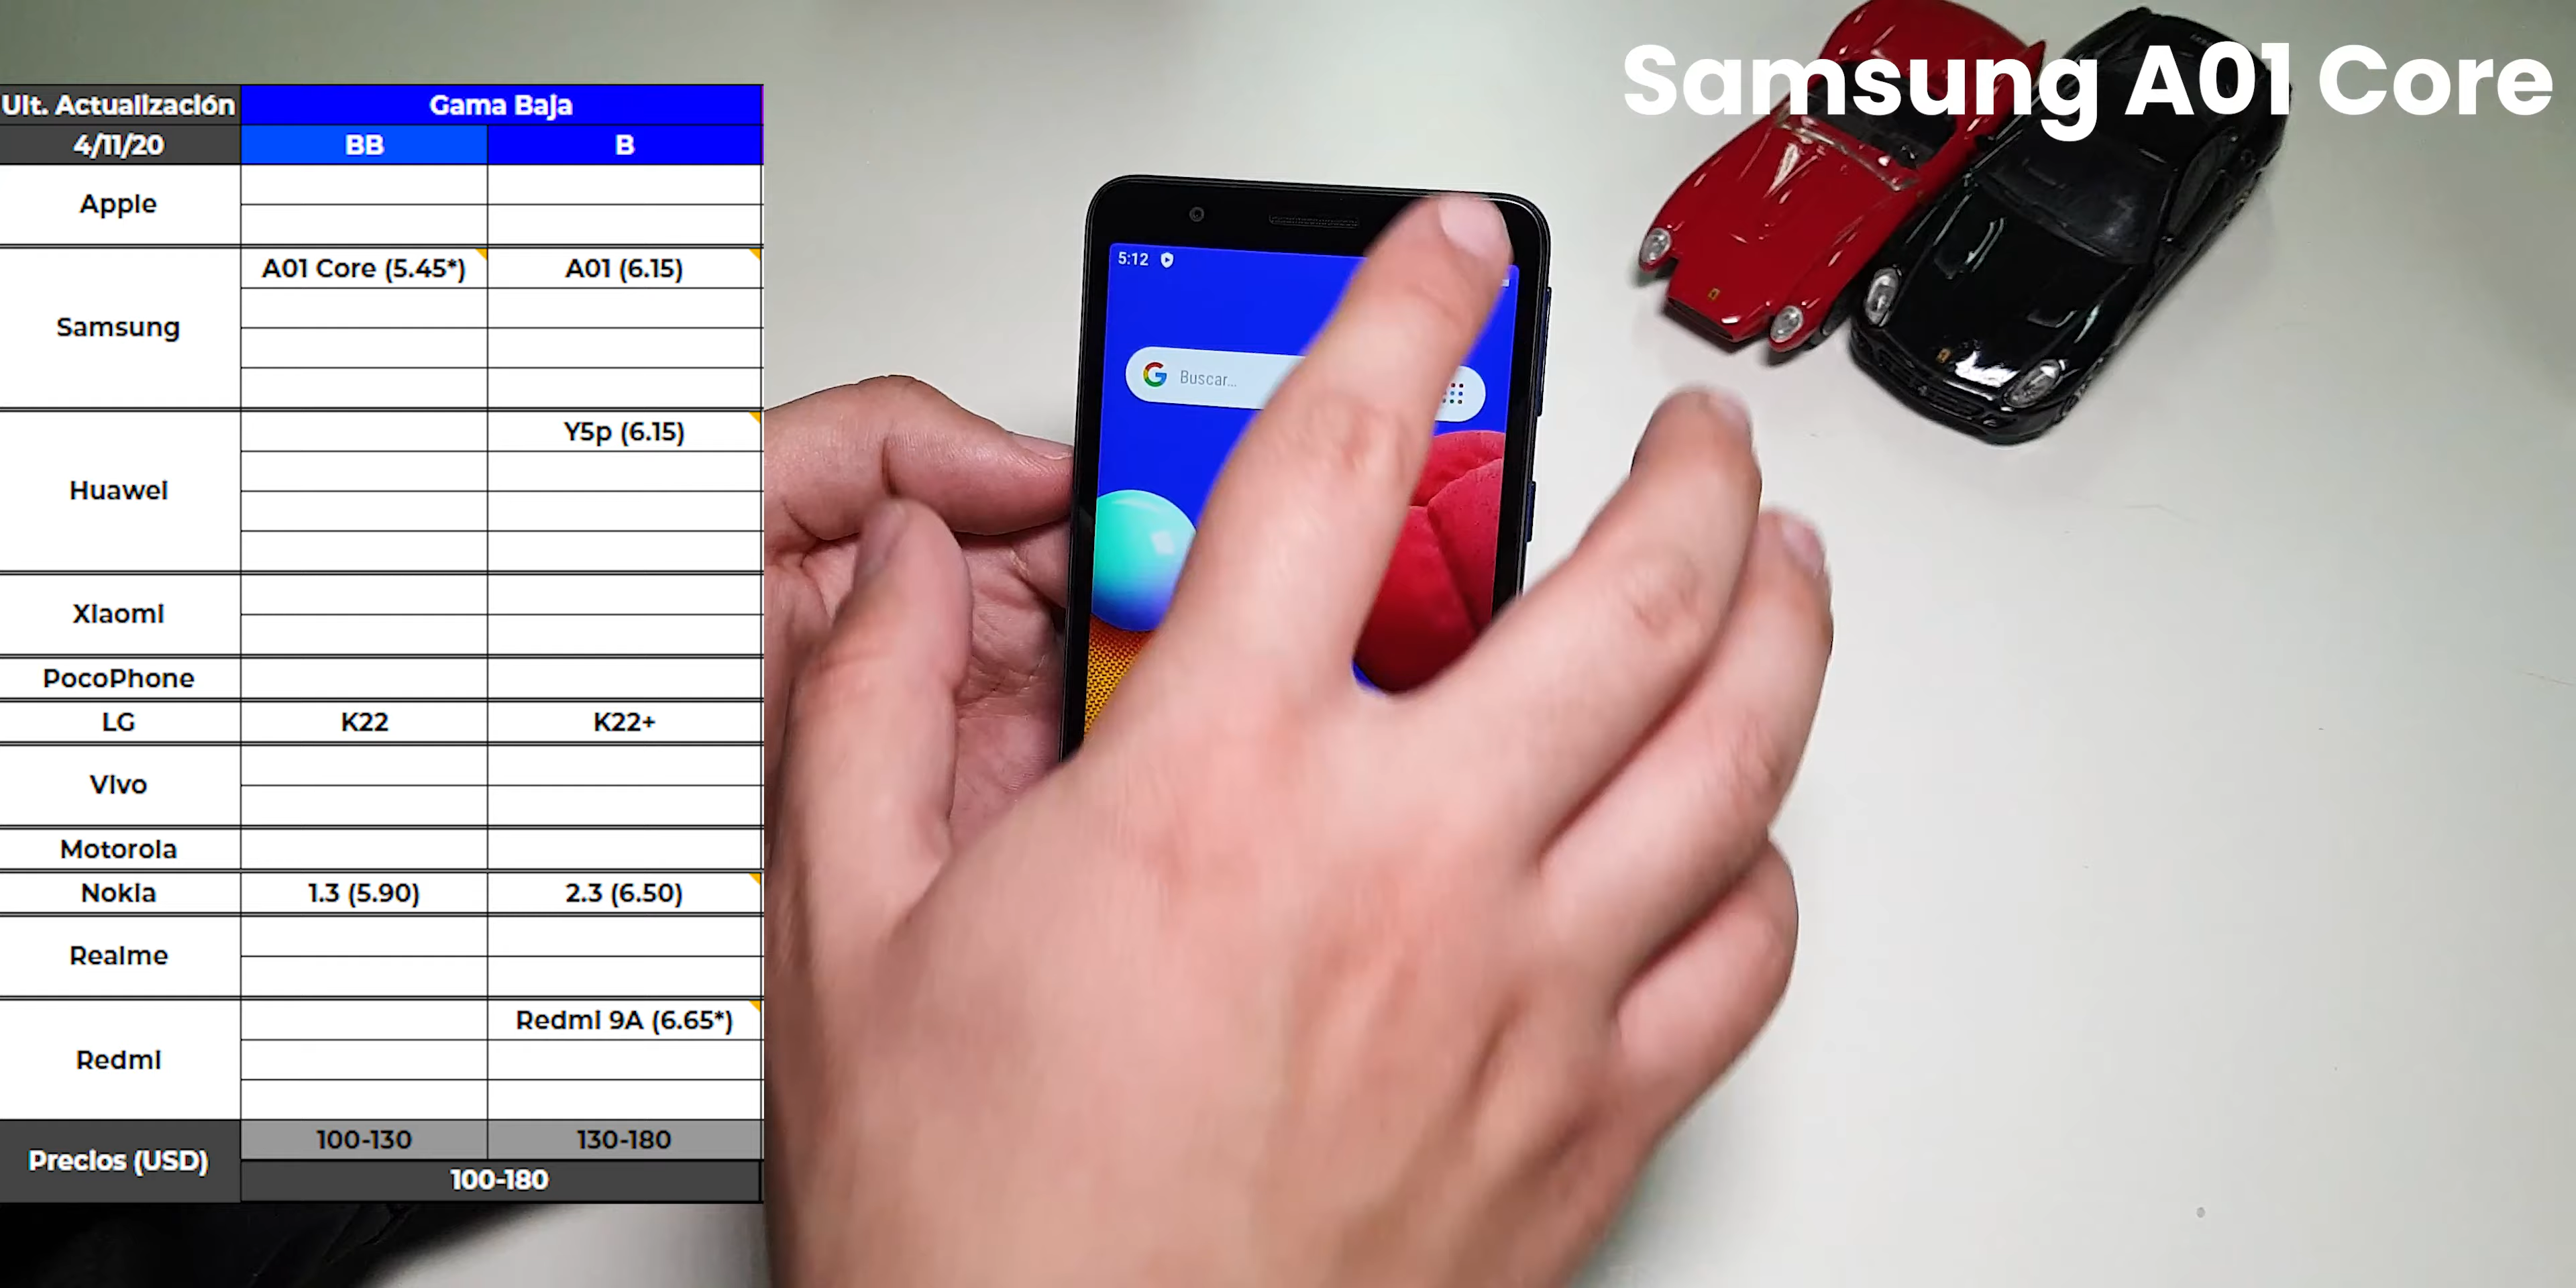 Samsung A01 Core
Ult. Actualización
Gama Baja
4/11/20
BB
B
Apple
Samsung
A01 Core (5.45*)
A01 (6.15)
Huawei
Y5p (6.15)
Xiaomi
PocoPhone
LG
K22
K22+
Vivo
Motorola
Nokia
1.3 (5.90)
2.3 (6.50)
Realme
Redmi
Redmi 9A (6.65*)
Precios (USD)
100-130
130-180
100-180
5:12
G
Buscar...